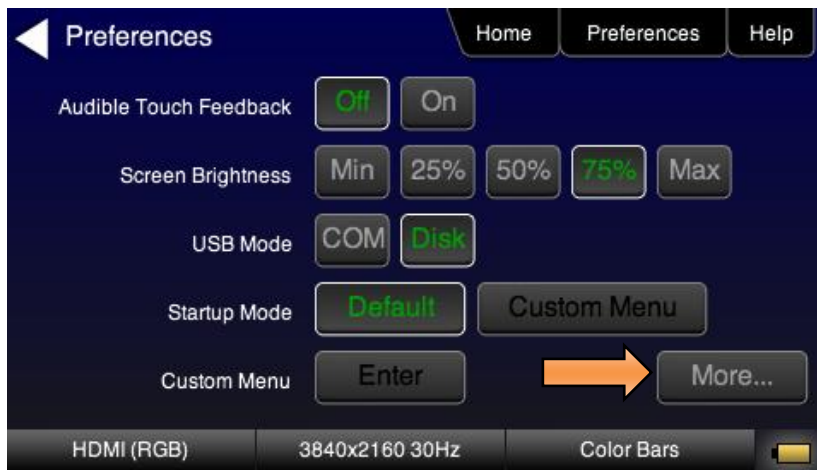 Preferences Home Preferences Help
Audible Touch Feedback Off On
Screen Brightness Min 25% 50% 75% Max
USB Mode COM Disk
Startup Mode Default Custom Menu
Custom Menu Enter More...
HDMI (RGB) 3840x2160 30Hz Color Bars